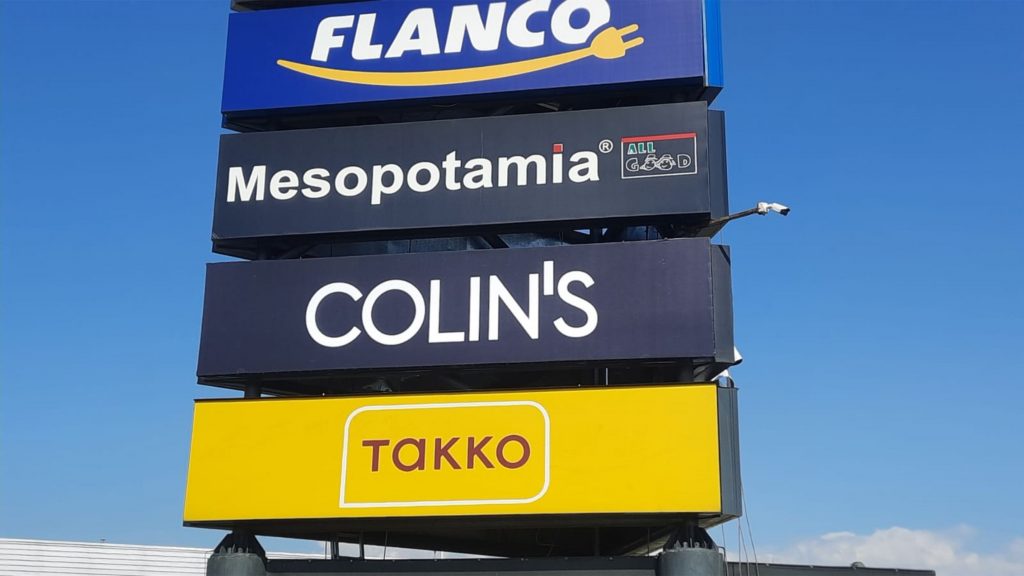 FLANCO
Mesopotamia®
ALL
GOOD
COLIN'S
TAKKO